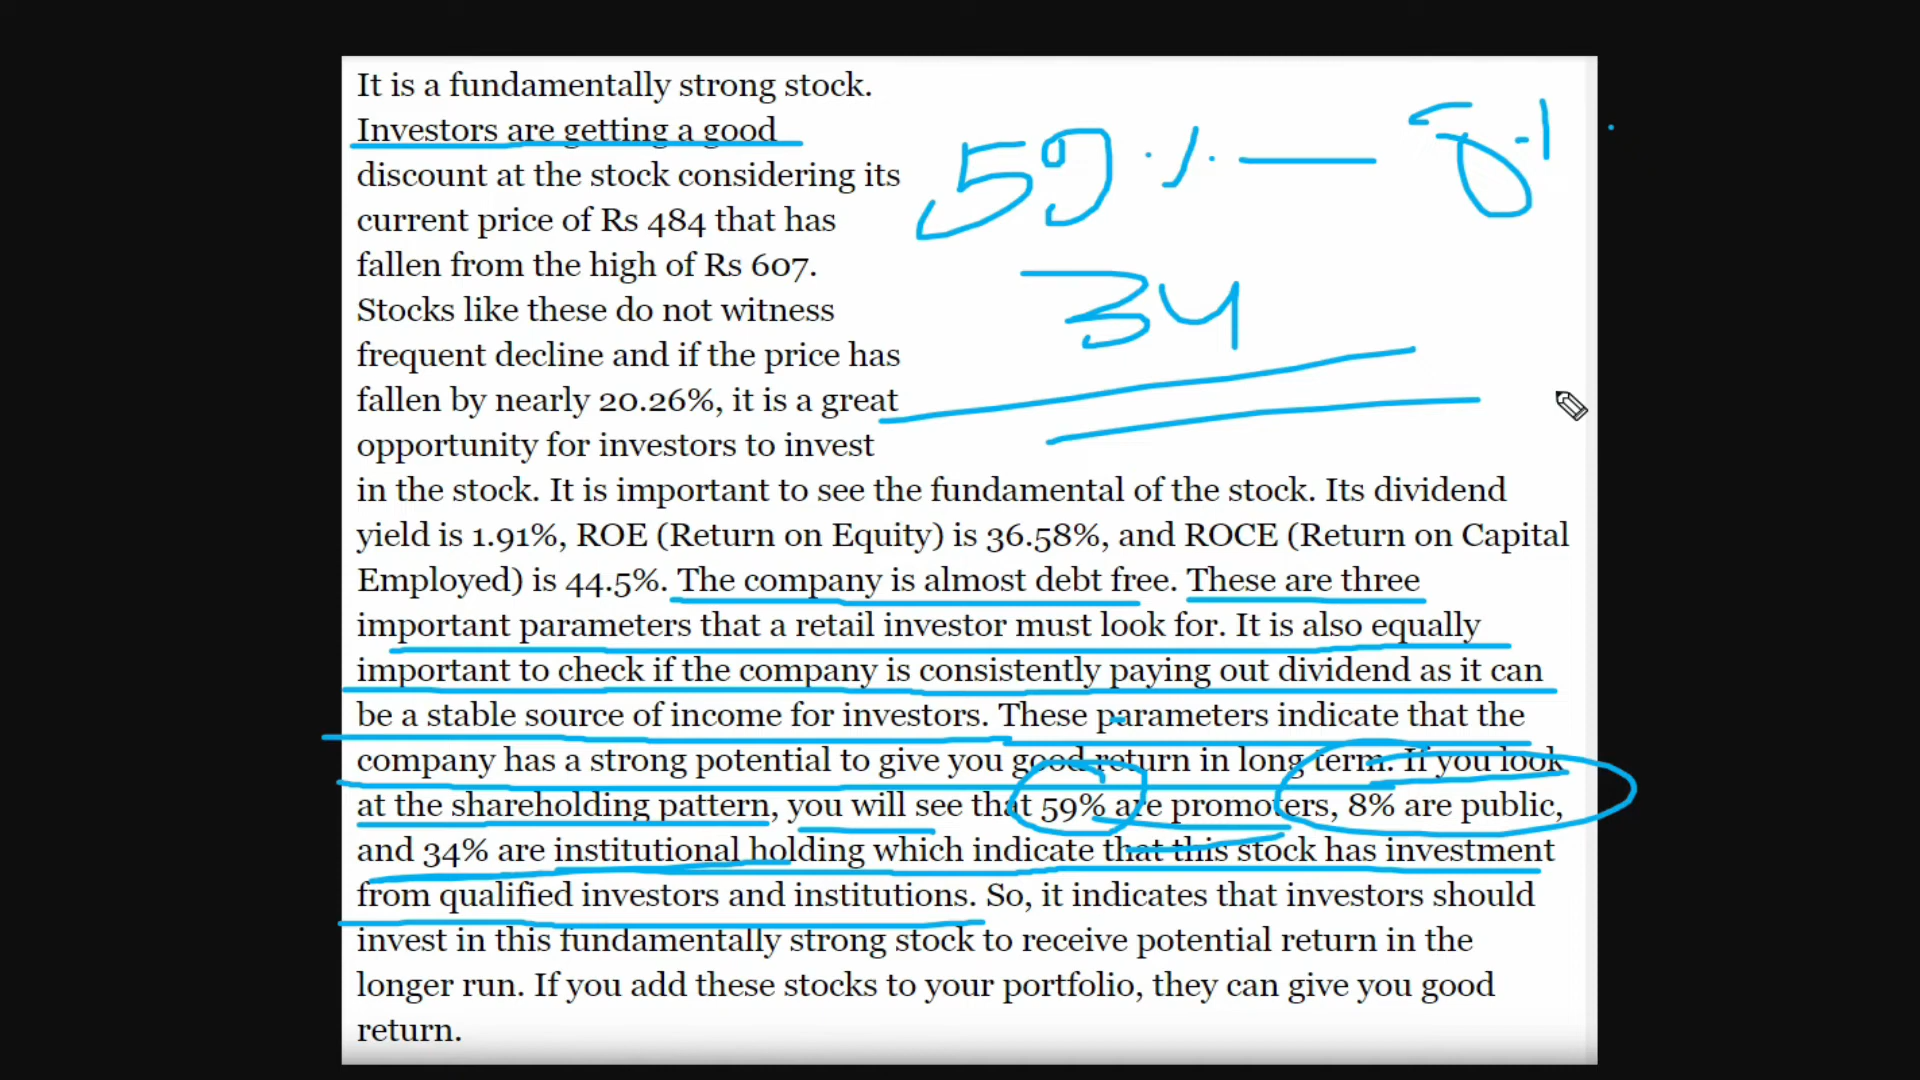 It is a fundamentally strong stock.
Investors are getting a good
discount at the stock considering its
current price of Rs 484 that has
fallen from the high of Rs 607.
Stocks like these do not witness
frequent decline and if the price has
fallen by nearly 20.26%, it is a great
opportunity for investors to invest
59 % — 8.1
34
in the stock. It is important to see the fundamental of the stock. Its dividend
yield is 1.91%, ROE (Return on Equity) is 36.58%, and ROCE (Return on Capital
Employed) is 44.5%. The company is almost debt free. These are three
important parameters that a retail investor must look for. It is also equally
important to check if the company is consistently paying out dividend as it can
be a stable source of income for investors. These parameters indicate that the
company has a strong potential to give you good return in long term. If you look
at the shareholding pattern, you will see that 59% are promoters, 8% are public,
and 34% are institutional holding which indicate that this stock has investment
from qualified investors and institutions. So, it indicates that investors should
invest in this fundamentally strong stock to receive potential return in the
longer run. If you add these stocks to your portfolio, they can give you good
return.